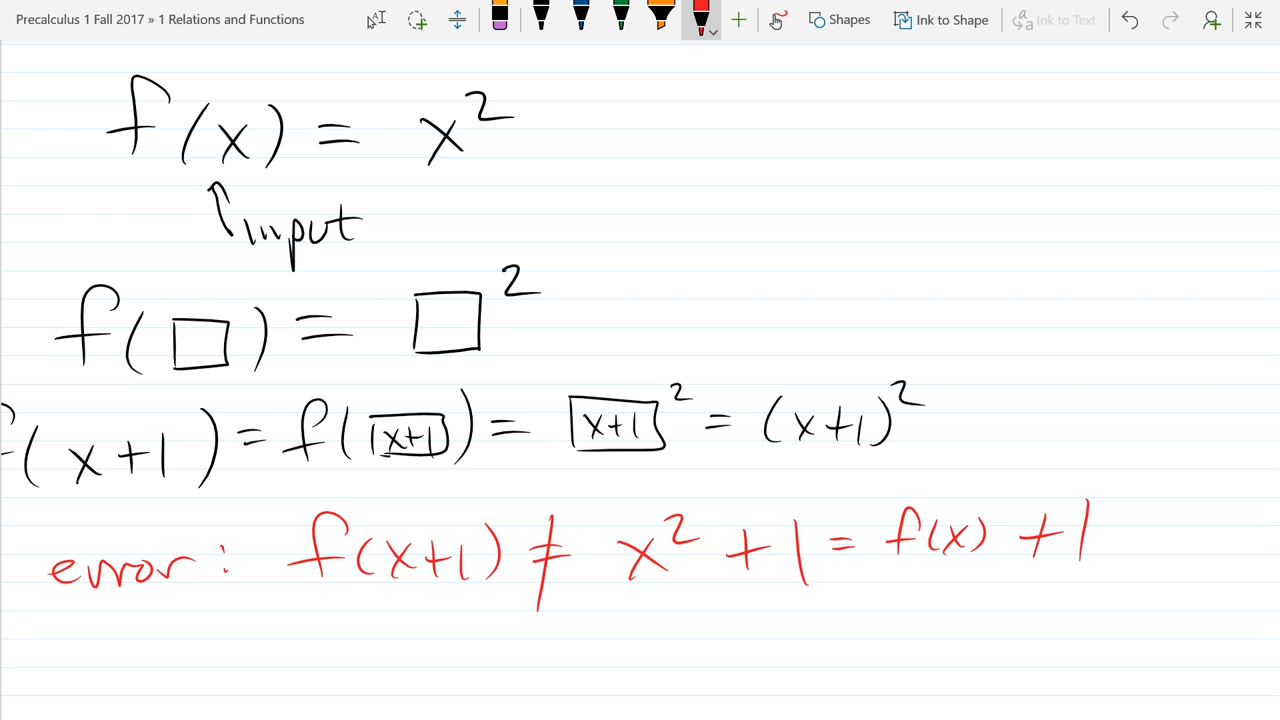 Precalculus 1 Fall 2017 » 1 Relations and Functions
Shapes Ink to Shape Ink to Text
f(x) = x²
input
f(□) = □²
f(x+1) = f(x+1) = x+1² = (x+1)²
error: f(x+1) ≠ x² + 1 = f(x) + 1